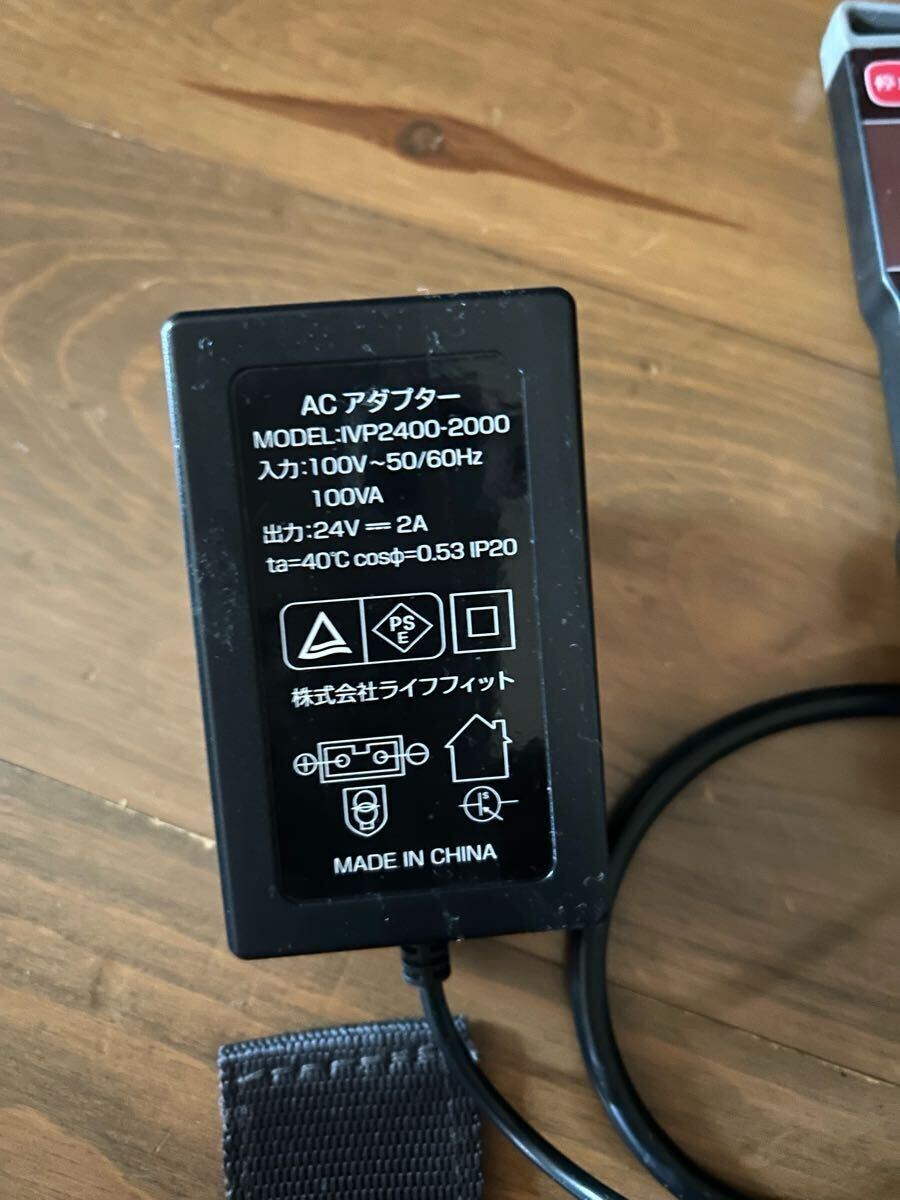 停
AC アダプター
MODEL:IVP2400-2000
入力:100V~50/60Hz
100VA
出力:24V⎓2A
ta=40℃ cosφ=0.53 IP20
PS
E
株式会社ライフフィット
S
MADE IN CHINA